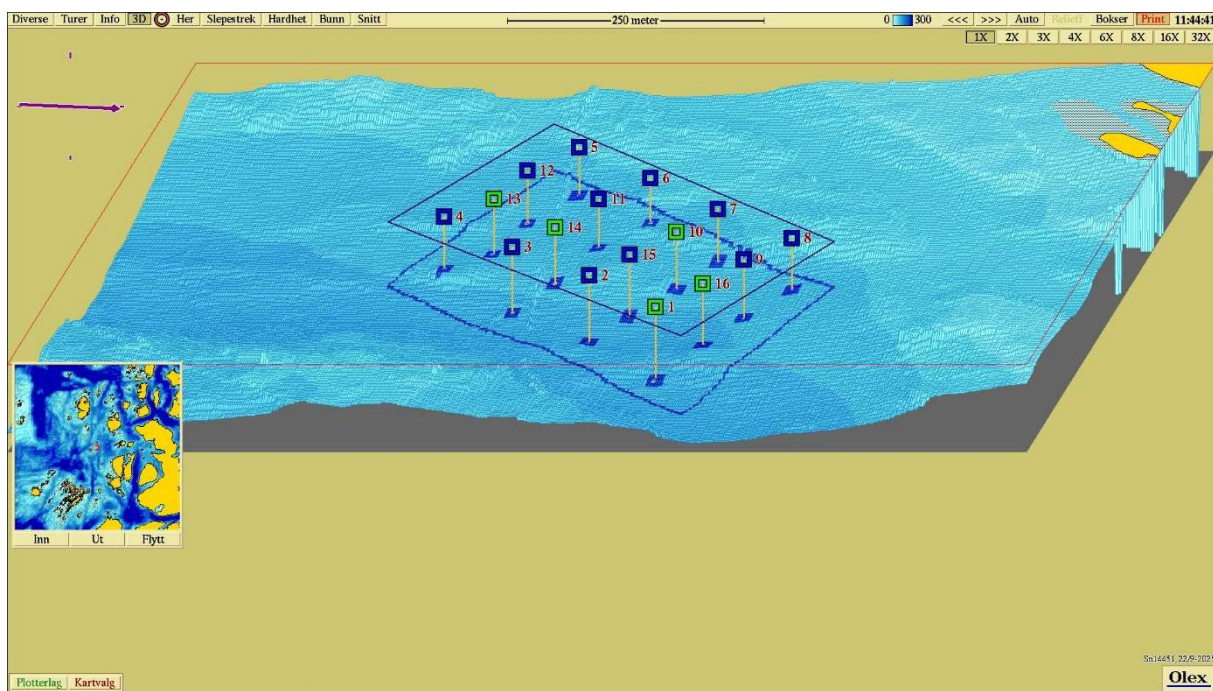 Diverse Turer Info 3D Her Slepestrek Hardhet Bunn Snitt 250 meter 0 300 <<< >>> Auto Relieff Bokser Print 11:44:41
1X 2X 3X 4X 6X 8X 16X 32X
5
12 6
13 11 7
4 14 10 8
3 15 9
2 16
1
Inn Ut Flytt
Plotterlag Kartvalg
Olex